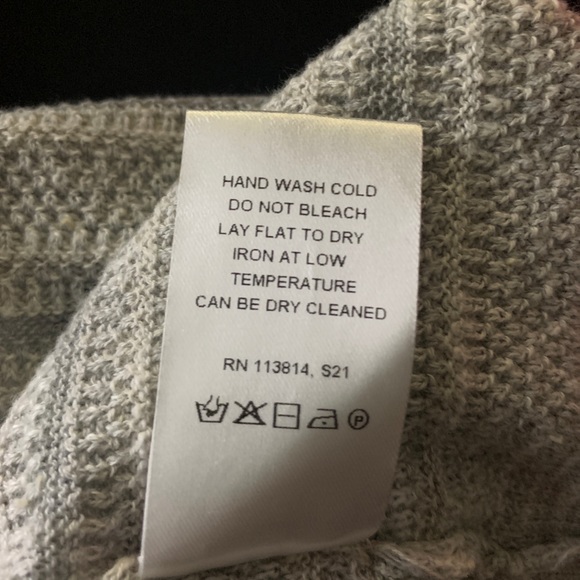 HAND WASH COLD
DO NOT BLEACH
LAY FLAT TO DRY
IRON AT LOW
TEMPERATURE
CAN BE DRY CLEANED
RN 113814, S21
P